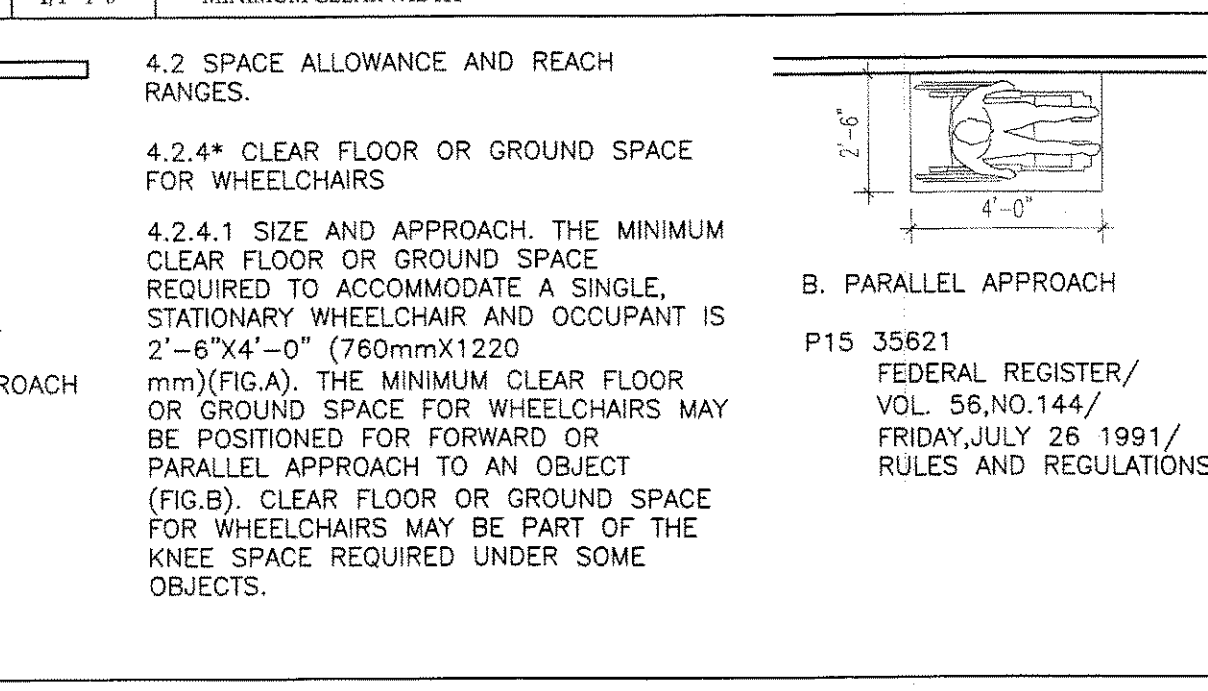 4.2 SPACE ALLOWANCE AND REACH
RANGES.
4.2.4* CLEAR FLOOR OR GROUND SPACE
FOR WHEELCHAIRS
4.2.4.1 SIZE AND APPROACH. THE MINIMUM
CLEAR FLOOR OR GROUND SPACE
REQUIRED TO ACCOMMODATE A SINGLE,
STATIONARY WHEELCHAIR AND OCCUPANT IS
2'-6"X4'-0" (760mmX1220
mm)(FIG.A). THE MINIMUM CLEAR FLOOR
OR GROUND SPACE FOR WHEELCHAIRS MAY
BE POSITIONED FOR FORWARD OR
PARALLEL APPROACH TO AN OBJECT
(FIG.B). CLEAR FLOOR OR GROUND SPACE
FOR WHEELCHAIRS MAY BE PART OF THE
KNEE SPACE REQUIRED UNDER SOME
OBJECTS.
ROACH
2'-6"
4'-0"
B. PARALLEL APPROACH
P15 35621
FEDERAL REGISTER/
VOL. 56,NO.144/
FRIDAY,JULY 26 1991/
RULES AND REGULATIONS